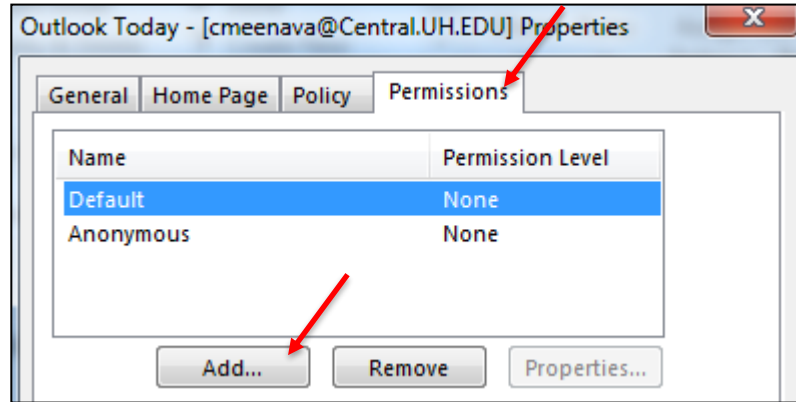 Outlook Today - [cmeenava@Central.UH.EDU] Properties
General Home Page Policy Permissions
Name Permission Level
Default None
Anonymous None
Add... Remove Properties...